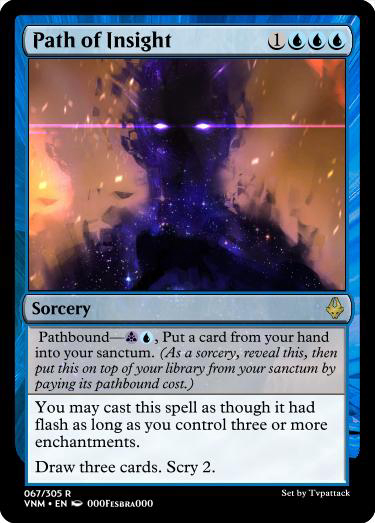 Path of Insight 1
Sorcery
Pathbound—, Put a card from your hand
into your sanctum. (As a sorcery, reveal this, then
put this on top of your library from your sanctum by
paying its pathbound cost.)
You may cast this spell as though it had
flash as long as you control three or more
enchantments.
Draw three cards. Scry 2.
067/305 R Set by Tvpattack
VNM • EN 000FESBRA000